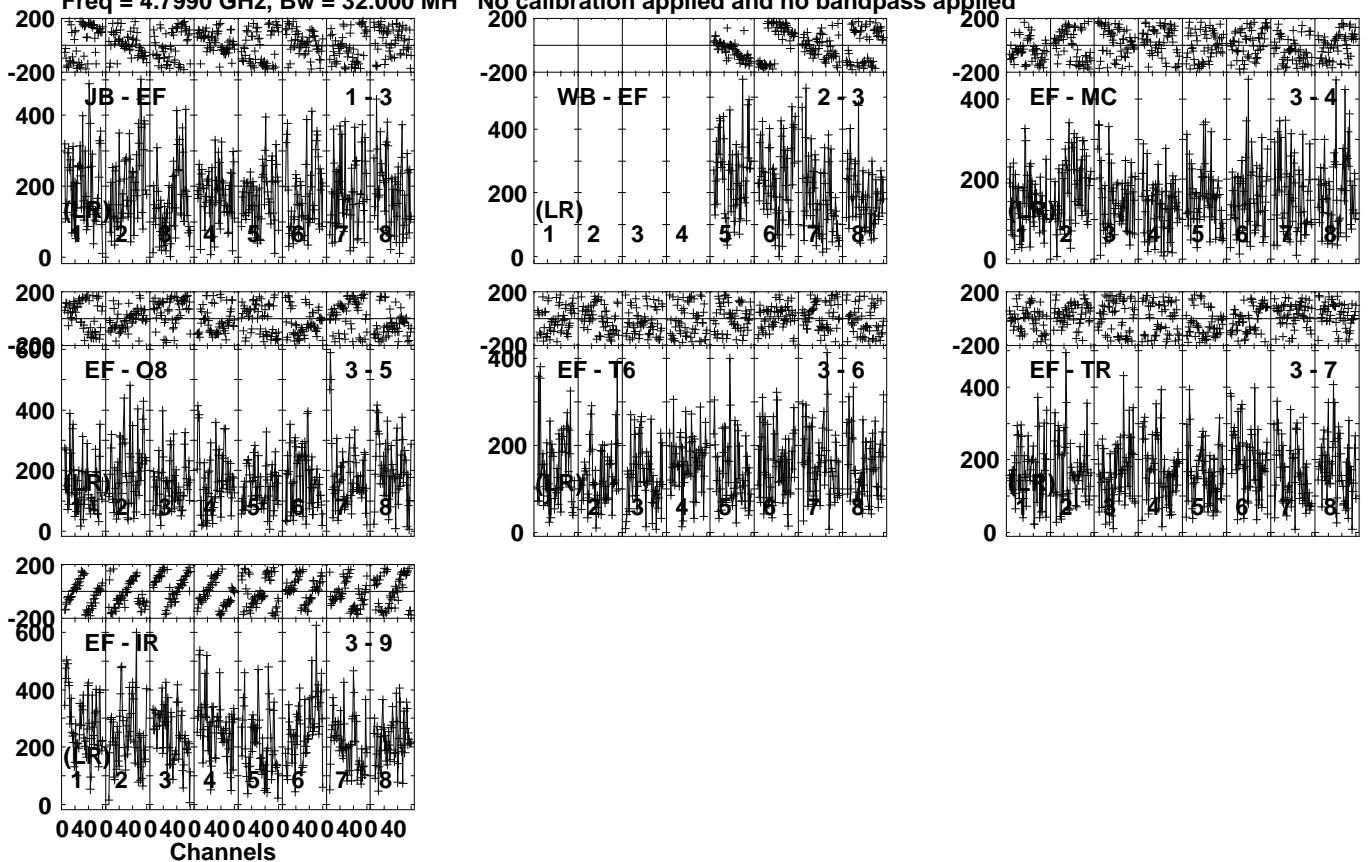 Freq = 4.7990 GHz, Bw = 32.000 MH No calibration applied and no bandpass applied
200
-200
JB - EF 1 - 3
400
200
0
(LR)
1 2 3 4 5 6 7 8
200
-200
WB - EF 2 - 3
400
200
0
(LR)
1 2 3 4 5 6 7 8
200
-200
EF - MC 3 - 4
400
200
0
(LR)
1 2 3 4 5 6 7 8
200
-200
600
EF - O8 3 - 5
400
200
0
(LR)
1 2 3 4 5 6 7 8
200
-200
400
EF - T6 3 - 6
200
0
(LR)
1 2 3 4 5 6 7 8
200
-200
EF - TR 3 - 7
400
200
0
(LR)
1 2 3 4 5 6 7 8
200
-200
600
EF - IR 3 - 9
400
200
0
(LR)
1 2 3 4 5 6 7 8
0 40 0 40 0 40 0 40 0 40 0 40 0 40 0 40
Channels